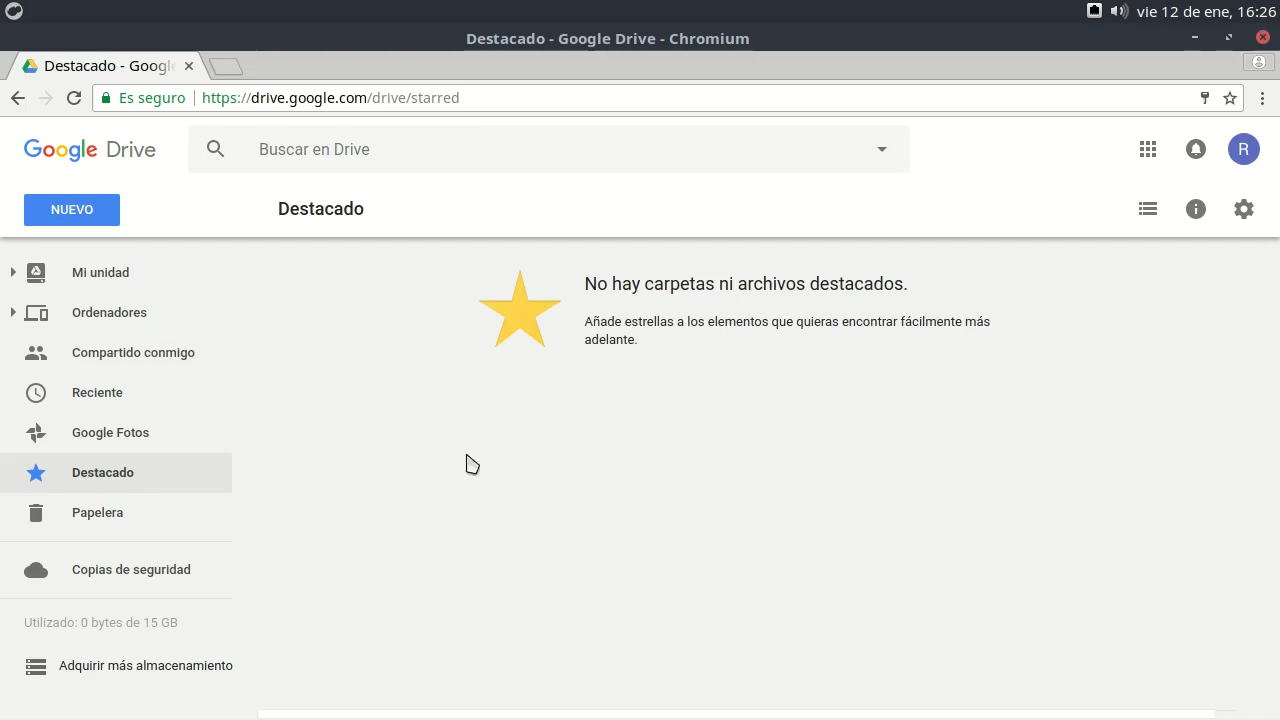 vie 12 de ene, 16:26
Destacado - Google Drive - Chromium
Destacado - Googl
Es seguro
https://drive.google.com/drive/starred
Google Drive
Buscar en Drive
R
NUEVO
Destacado
Mi unidad
Ordenadores
Compartido conmigo
Reciente
Google Fotos
Destacado
Papelera
Copias de seguridad
Utilizado: 0 bytes de 15 GB
Adquirir más almacenamiento
No hay carpetas ni archivos destacados.
Añade estrellas a los elementos que quieras encontrar fácilmente más
adelante.